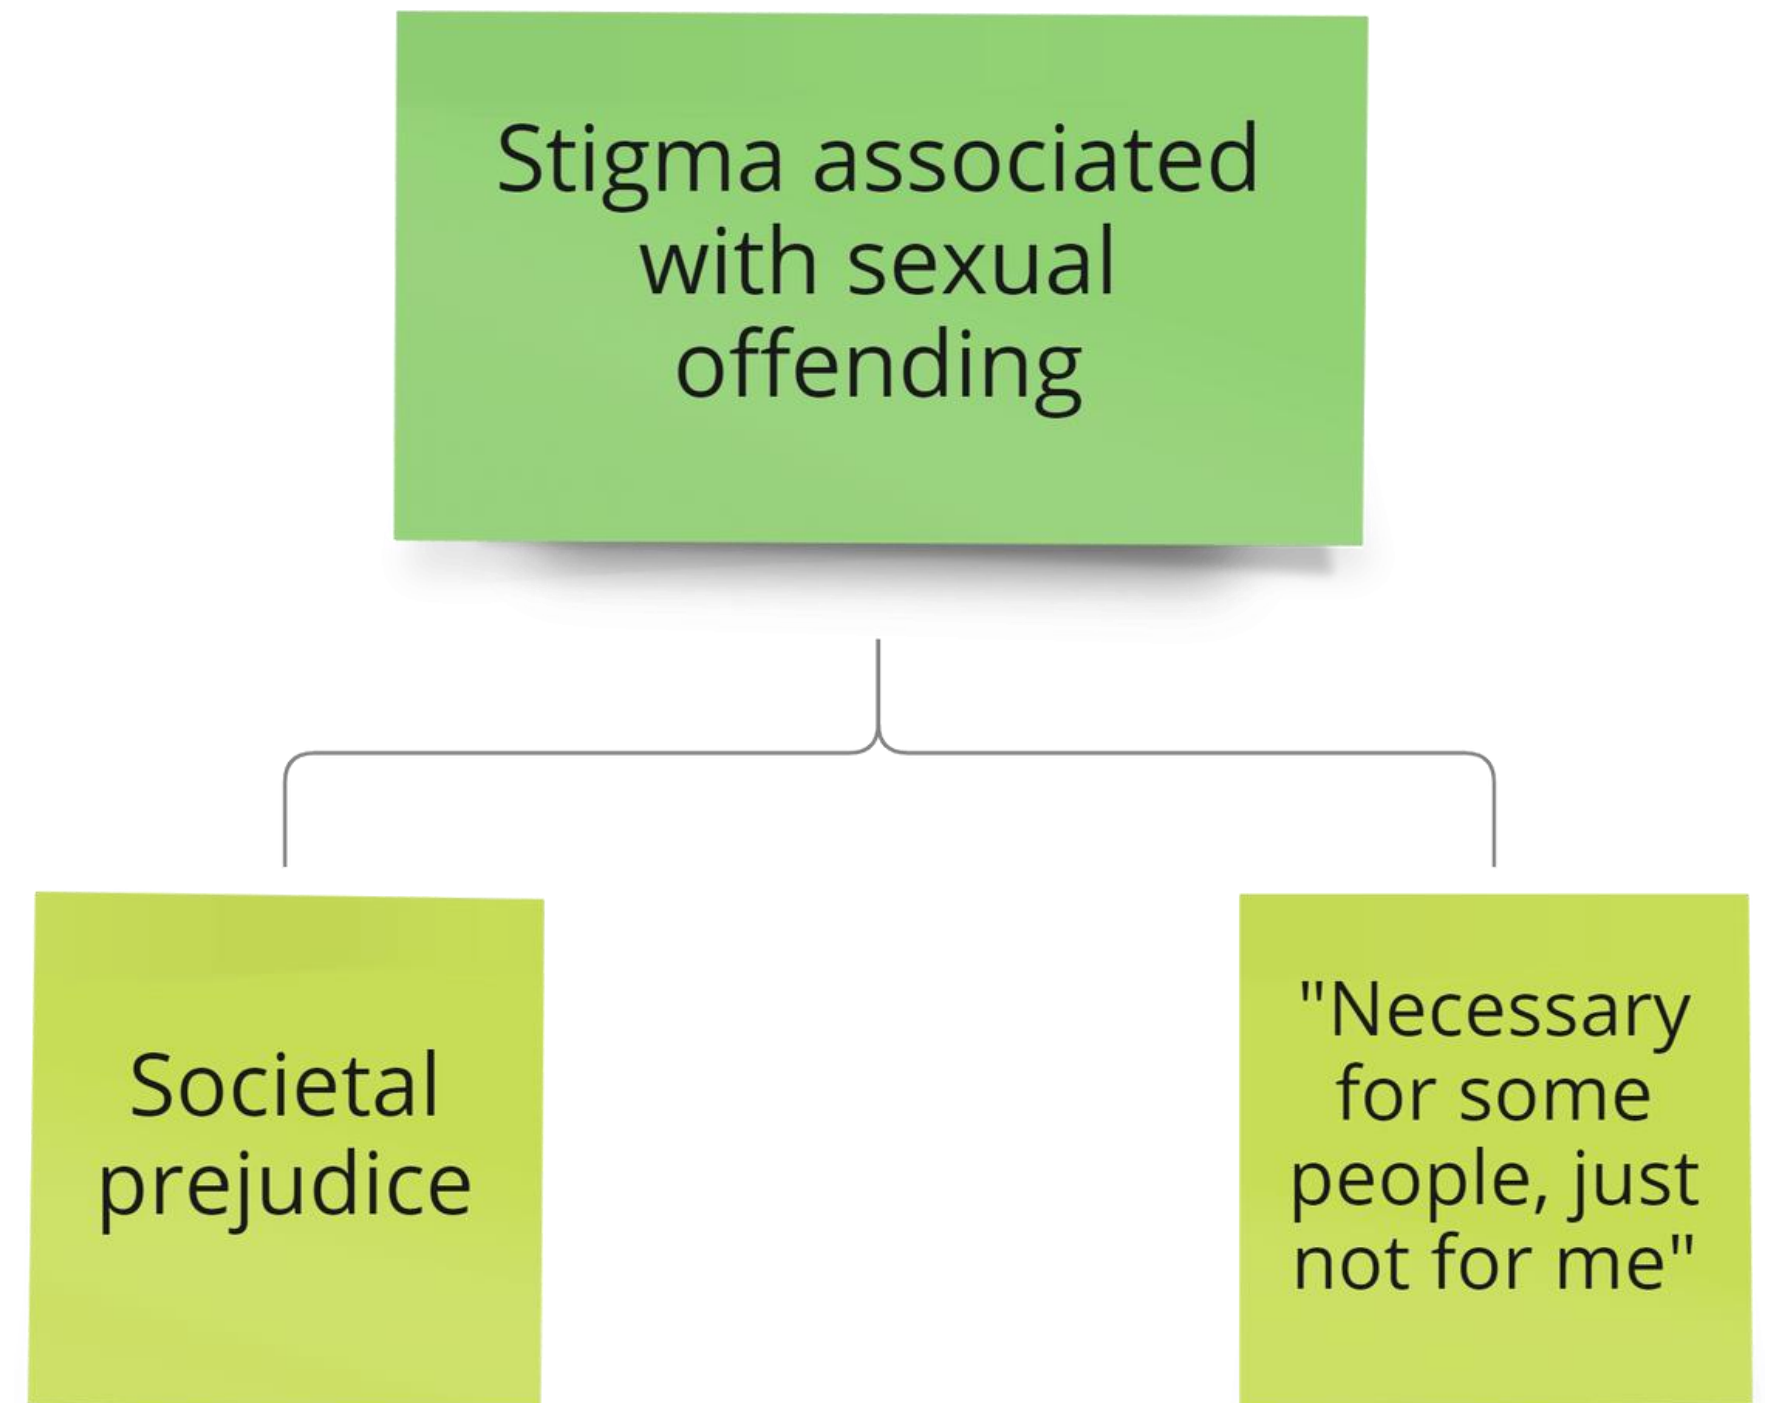 Stigma associated
with sexual
offending
Societal
prejudice
"Necessary
for some
people, just
not for me"